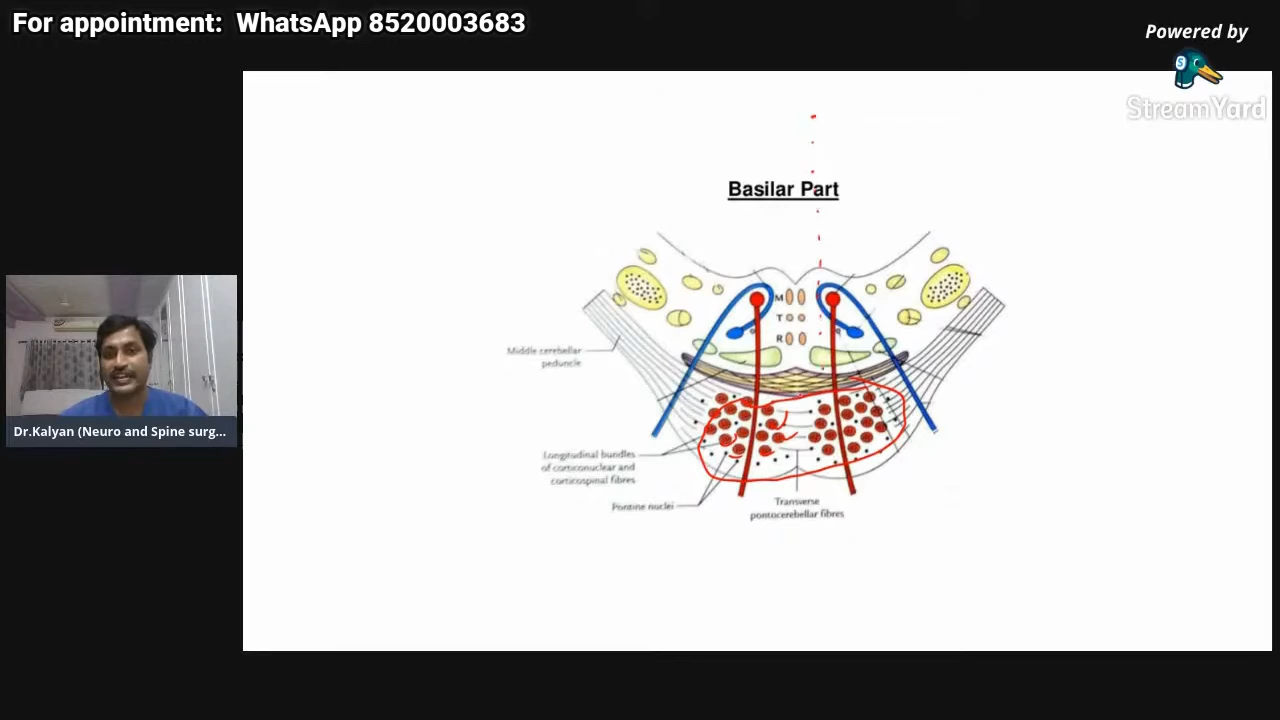 For appointment:  WhatsApp 8520003683
Powered by
S
StreamYard
Basilar Part
M
T
R
Middle cerebellar
peduncle
Longitudinal bundles
of corticonuclear and
corticospinal fibres
Pontine nuclei
Transverse
pontocerebellar fibres
Dr.Kalyan (Neuro and Spine surg...